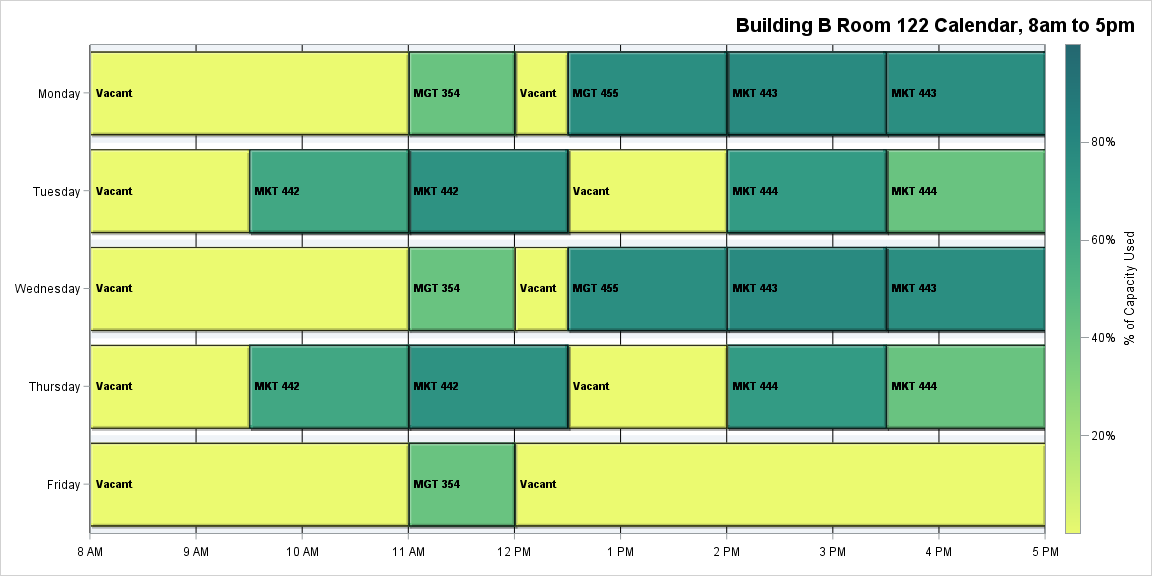 Building B Room 122 Calendar, 8am to 5pm
Monday
Vacant
MGT 354
Vacant
MGT 455
MKT 443
MKT 443
Tuesday
Vacant
MKT 442
MKT 442
Vacant
MKT 444
MKT 444
Wednesday
Vacant
MGT 354
Vacant
MGT 455
MKT 443
MKT 443
Thursday
Vacant
MKT 442
MKT 442
Vacant
MKT 444
MKT 444
Friday
Vacant
MGT 354
Vacant
8 AM
9 AM
10 AM
11 AM
12 PM
1 PM
2 PM
3 PM
4 PM
5 PM
80%
60%
40%
20%
% of Capacity Used